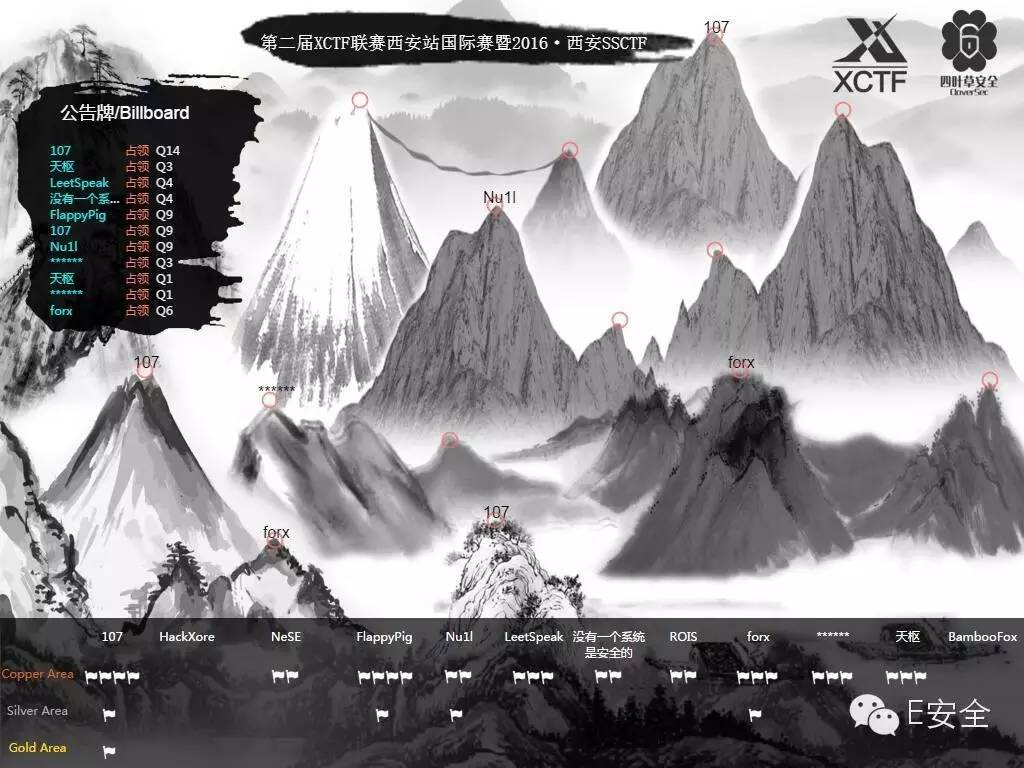 第二届XCTF联赛西安站国际赛暨2016·西安SSCTF
107
XCTF
四叶草安全
CloverSec
公告牌/Billboard
107 占领 Q14
天枢 占领 Q3
LeetSpeak 占领 Q4
没有一个系... 占领 Q4
FlappyPig 占领 Q9
107 占领 Q9
Nu1l 占领 Q9
****** 占领 Q3
天枢 占领 Q1
****** 占领 Q1
forx 占领 Q6
Nu1l
107
forx
******
107
forx
107 HackXore NeSE FlappyPig Nu1l LeetSpeak 没有一个系统 ROIS forx ****** 天枢 BambooFox
是安全的
Copper Area
Silver Area
E安全
Gold Area